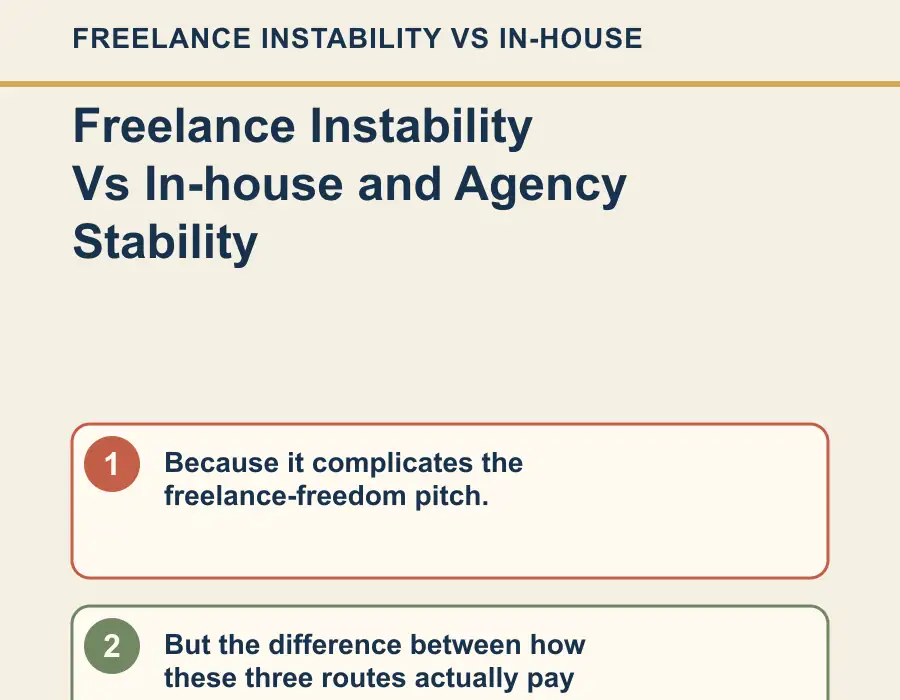 FREELANCE INSTABILITY VS IN-HOUSE
Freelance Instability
Vs In-house and Agency
Stability
1
Because it complicates the
freelance-freedom pitch.
2
But the difference between how
these three routes actually pay